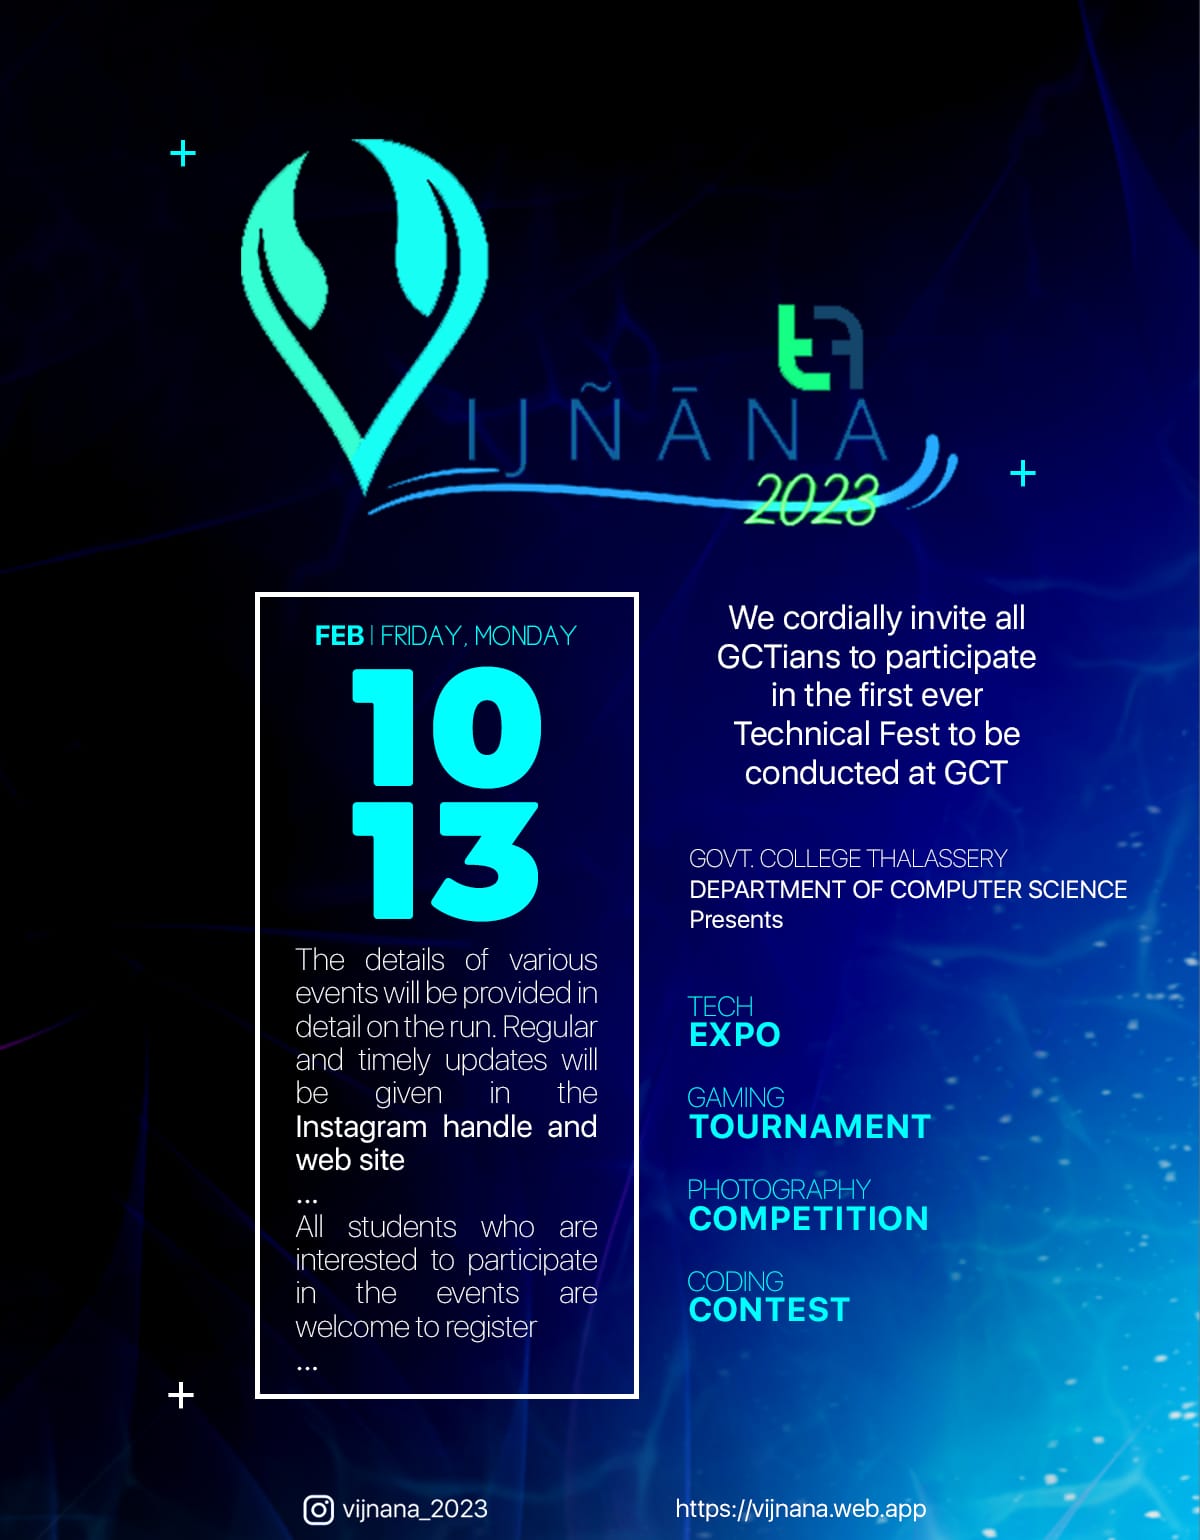 VIJÑĀNA
2023
FEB | FRIDAY, MONDAY
10
13
The details of various
events will be provided in
detail on the run. Regular
and timely updates will
be given in the
Instagram handle and
web site
...
All students who are
interested to participate
in the events are
welcome to register
...
We cordially invite all
GCTians to participate
in the first ever
Technical Fest to be
conducted at GCT
GOVT. COLLEGE THALASSERY
DEPARTMENT OF COMPUTER SCIENCE
Presents
TECH
EXPO
GAMING
TOURNAMENT
PHOTOGRAPHY
COMPETITION
CODING
CONTEST
vijnana_2023
https://vijnana.web.app